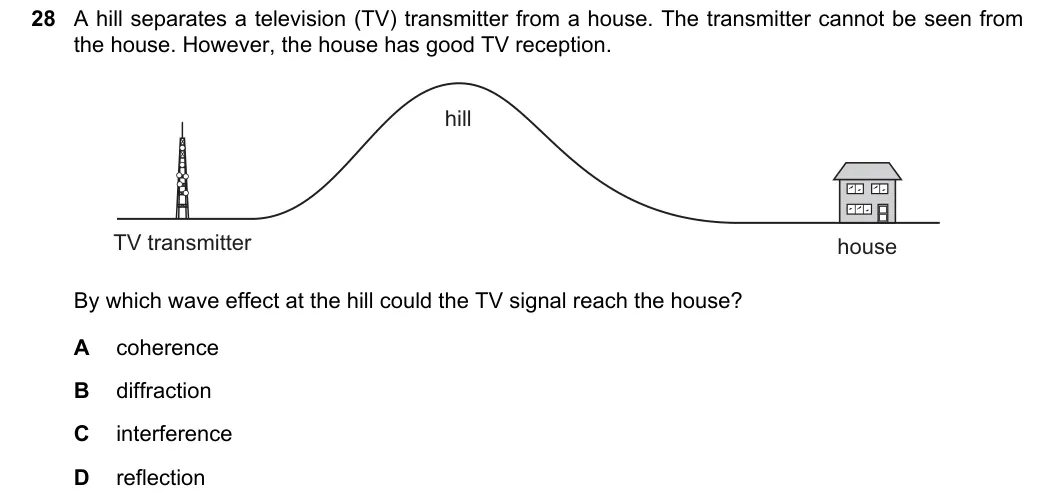 28 A hill separates a television (TV) transmitter from a house. The transmitter cannot be seen from
the house. However, the house has good TV reception.
hill
TV transmitter
house
By which wave effect at the hill could the TV signal reach the house?
A coherence
B diffraction
C interference
D reflection